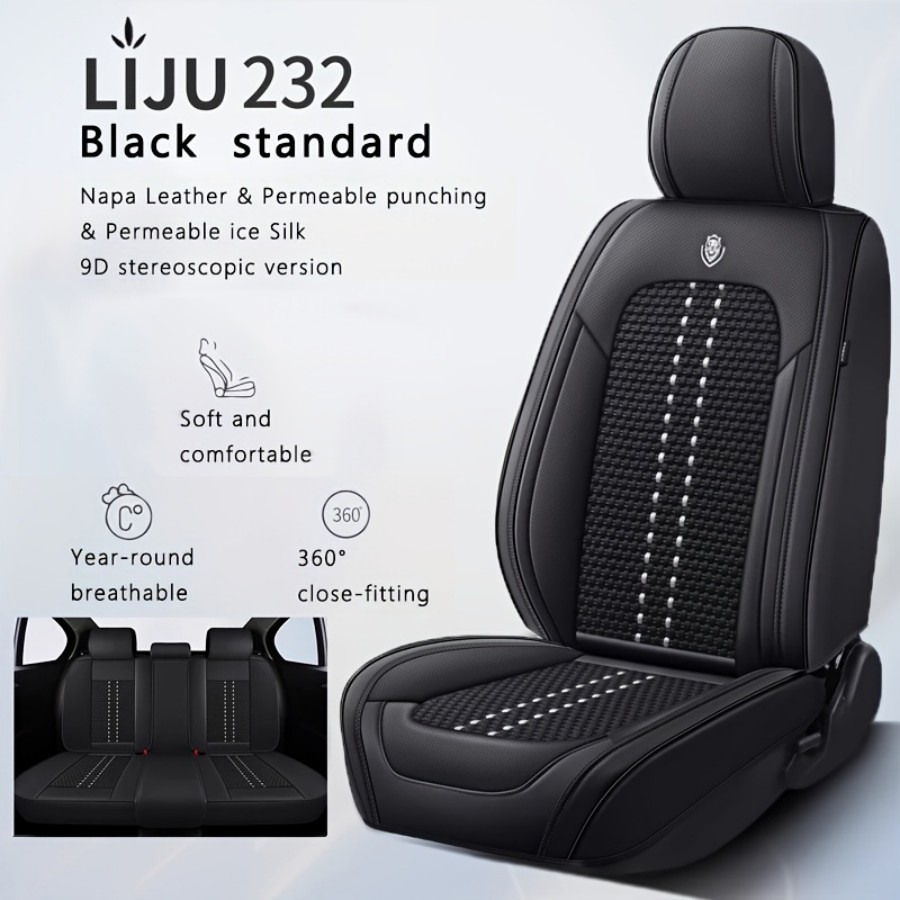 LIJU 232
Black standard
Napa Leather & Permeable punching
& Permeable ice Silk
9D stereoscopic version
Soft and
comfortable
C°
Year-round
breathable
360°
360°
close-fitting